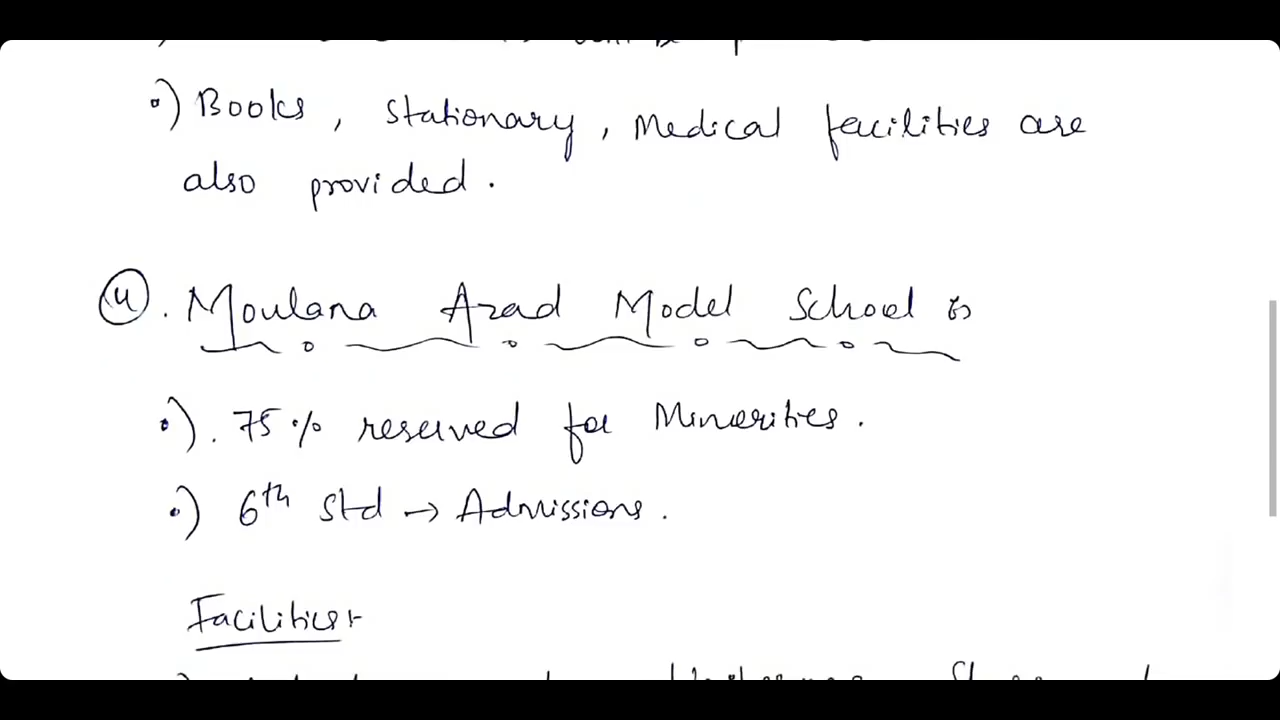 •) Books, Stationary, Medical facilities are
also provided.
④. Moulana Azad Model School :-
•). 75% reserved for Minorities.
•) 6th Std → Admissions.
Facilities:-